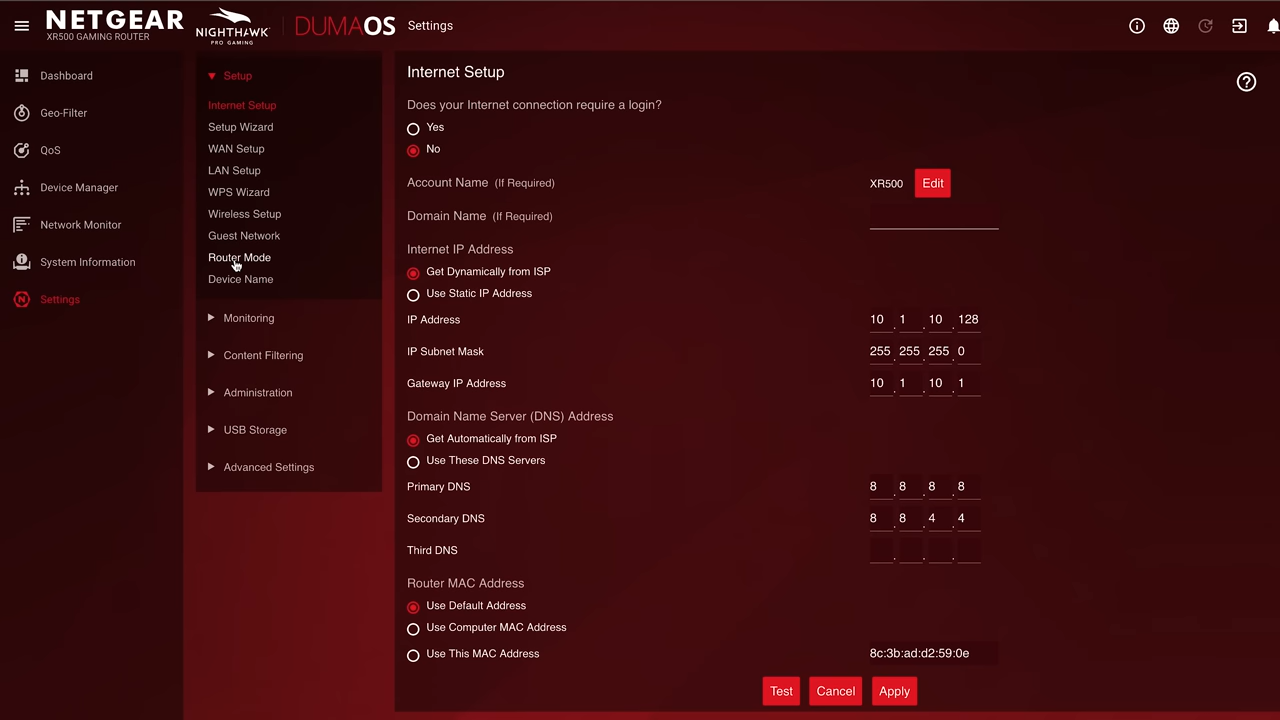 NETGEAR
XR500 GAMING ROUTER
NIGHTHAWK
PRO GAMING
DUMAOS
Settings
Dashboard
Geo-Filter
QoS
Device Manager
Network Monitor
System Information
Settings
Setup
Internet Setup
Setup Wizard
WAN Setup
LAN Setup
WPS Wizard
Wireless Setup
Guest Network
Router Mode
Device Name
Monitoring
Content Filtering
Administration
USB Storage
Advanced Settings
Internet Setup
Does your Internet connection require a login?
Yes
No
Account Name (If Required) XR500 Edit
Domain Name (If Required)
Internet IP Address
Get Dynamically from ISP
Use Static IP Address
IP Address 10 . 1 . 10 . 128
IP Subnet Mask 255 . 255 . 255 . 0
Gateway IP Address 10 . 1 . 10 . 1
Domain Name Server (DNS) Address
Get Automatically from ISP
Use These DNS Servers
Primary DNS 8 . 8 . 8 . 8
Secondary DNS 8 . 8 . 4 . 4
Third DNS . . .
Router MAC Address
Use Default Address
Use Computer MAC Address
Use This MAC Address 8c:3b:ad:d2:59:0e
Test Cancel Apply